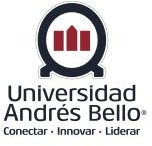 Universidad
Andrés Bello®
Conectar · Innovar · Liderar